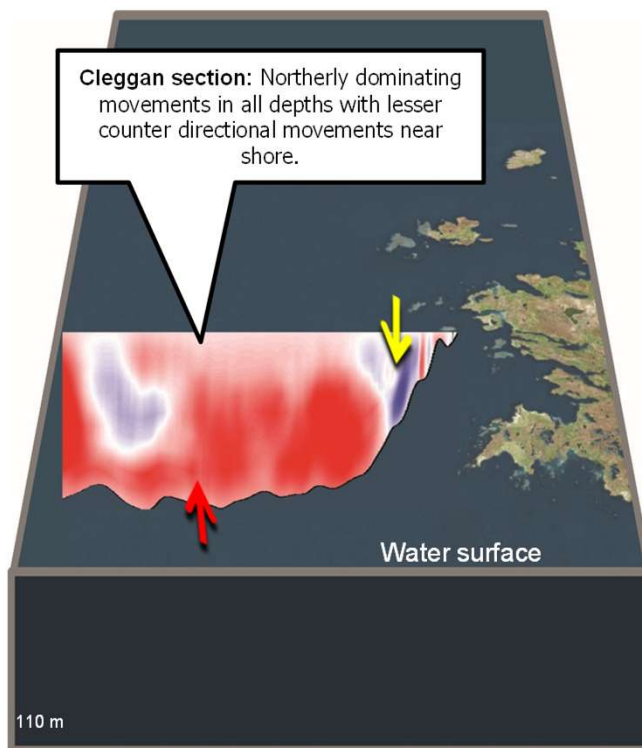 Cleggan section: Northerly dominating
movements in all depths with lesser
counter directional movements near
shore.
Water surface
110 m